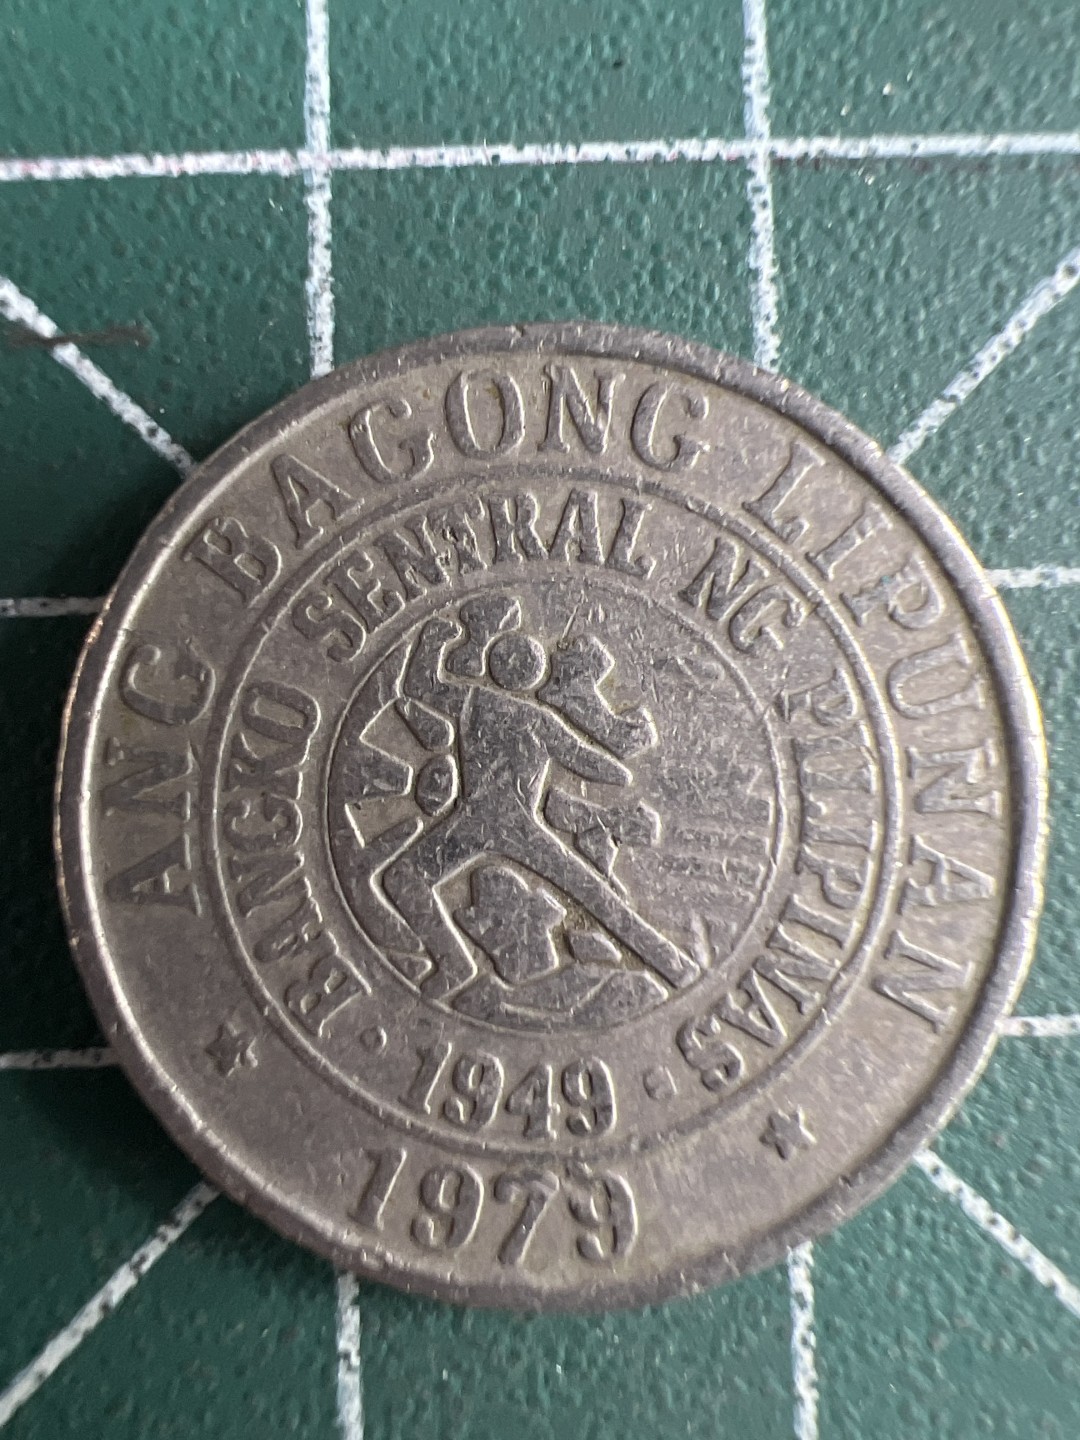 ANG BAGONG LIPUNAN
1979
BANGKO SENTRAL NG PILIPINAS
1949